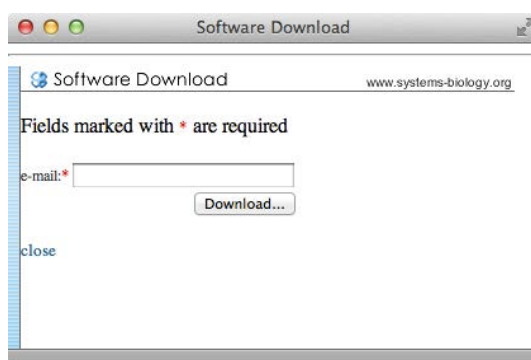 Software Download
Software Download www.systems-biology.org
Fields marked with * are required
e-mail:*
Download...
close